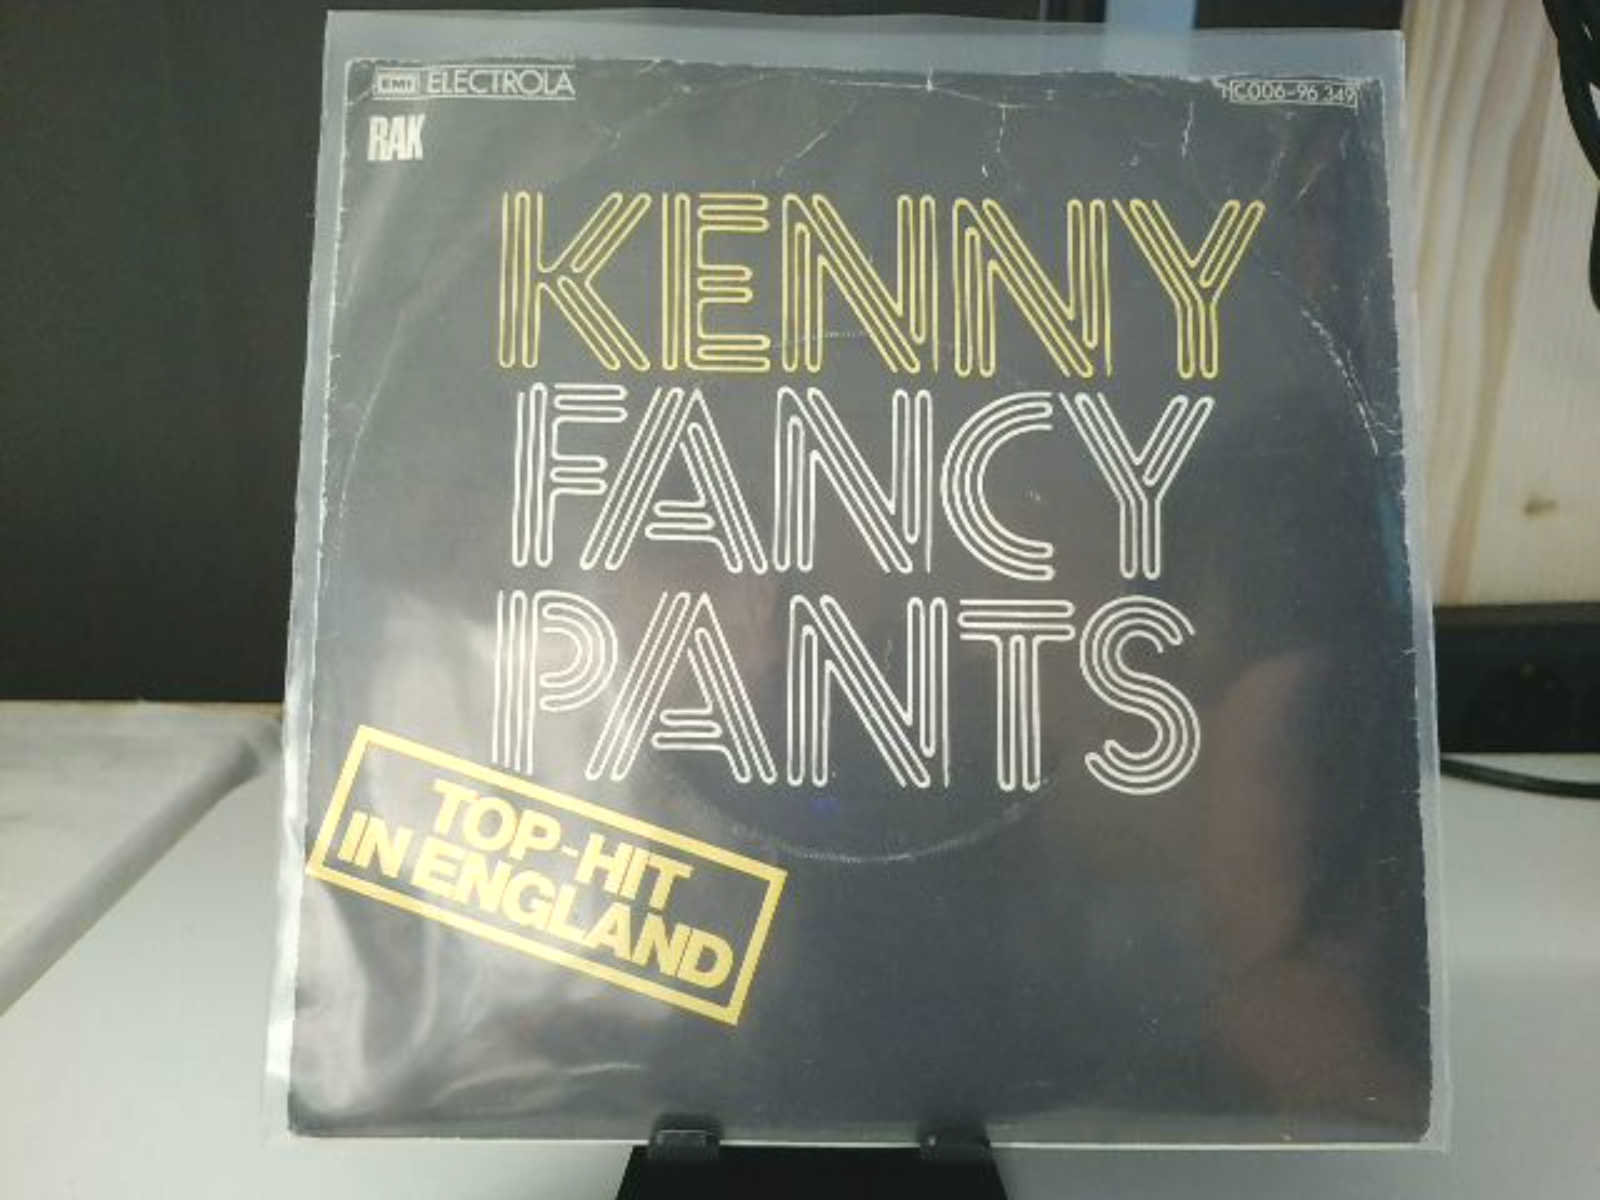 EMI ELECTROLA
1C006-96 349
RAK
KENNY
FANCY
PANTS
TOP-HIT
IN ENGLAND